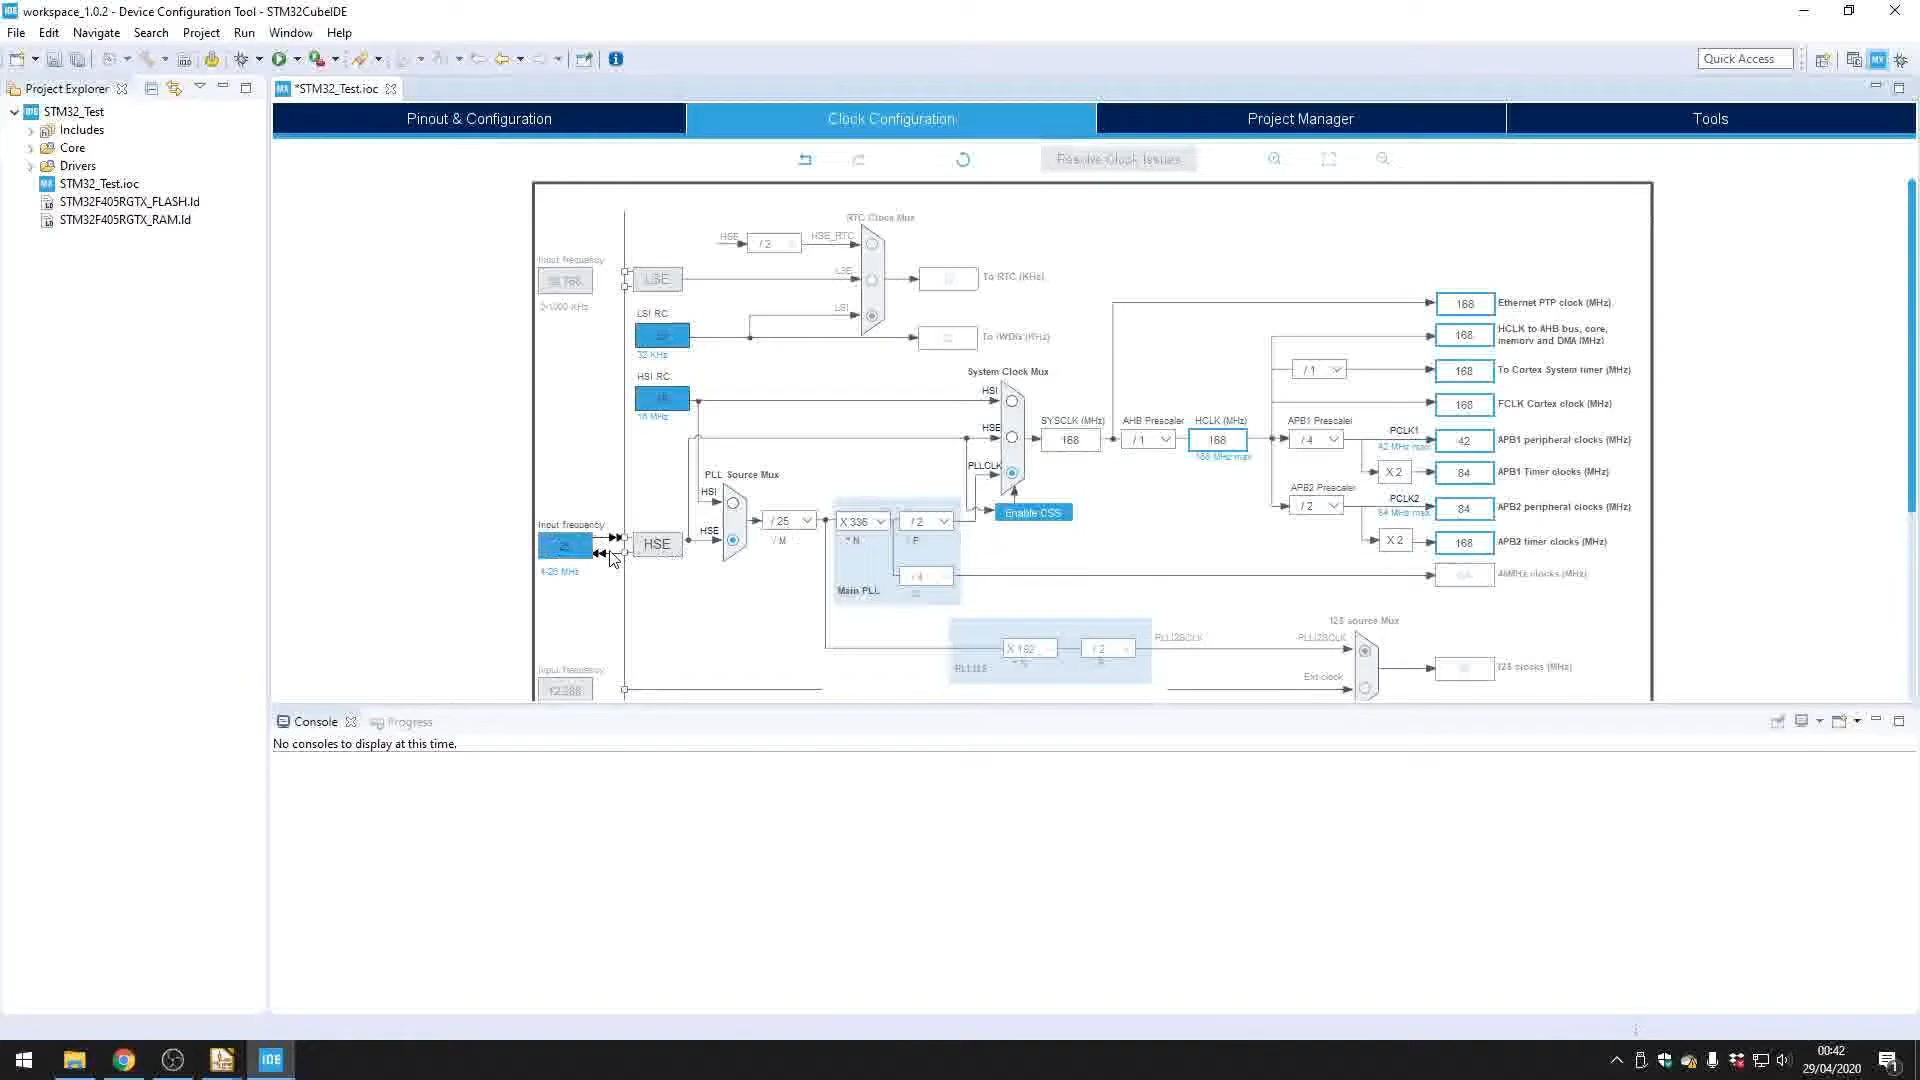 workspace_1.0.2 - Device Configuration Tool - STM32CubeIDE
File Edit Navigate Search Project Run Window Help
Quick Access
Project Explorer
*STM32_Test.ioc
STM32_Test
Includes
Core
Drivers
STM32_Test.ioc
STM32F405RGTX_FLASH.ld
STM32F405RGTX_RAM.ld
Pinout & Configuration
Clock Configuration
Project Manager
Tools
Resolve Clock Issues
RTC Clock Mux
HSE
/ 2
HSE_RTC
Input frequency
LSE
LSE
To RTC (KHz)
0-1000 KHz
LSI RC
LSI
32 KHz
To IWDG (KHz)
HSI RC
16 MHz
System Clock Mux
HSI
HSE
PLLCLK
Enable CSS
SYSCLK (MHz)
168
AHB Prescaler
/ 1
HCLK (MHz)
168
168 MHz max
168
Ethernet PTP clock (MHz)
168
HCLK to AHB bus, core,
memory and DMA (MHz)
/ 1
168
To Cortex System timer (MHz)
168
FCLK Cortex clock (MHz)
APB1 Prescaler
/ 4
PCLK1
42 MHz max
42
APB1 peripheral clocks (MHz)
X 2
84
APB1 Timer clocks (MHz)
APB2 Prescaler
/ 2
PCLK2
84 MHz max
84
APB2 peripheral clocks (MHz)
X 2
168
APB2 timer clocks (MHz)
48MHz clocks (MHz)
PLL Source Mux
HSI
HSE
Input frequency
25
4-26 MHz
HSE
/ 25
/ M
X 336
* N
/ 2
/ P
/ 4
Main PLL
X 192
/ 2
PLLI2S
PLLI2SCLK
I2S source Mux
PLLI2SCLK
I2S clocks (MHz)
Ext.clock
Input frequency
12.288
Console
Progress
No consoles to display at this time.
IDE
00:42
29/04/2020